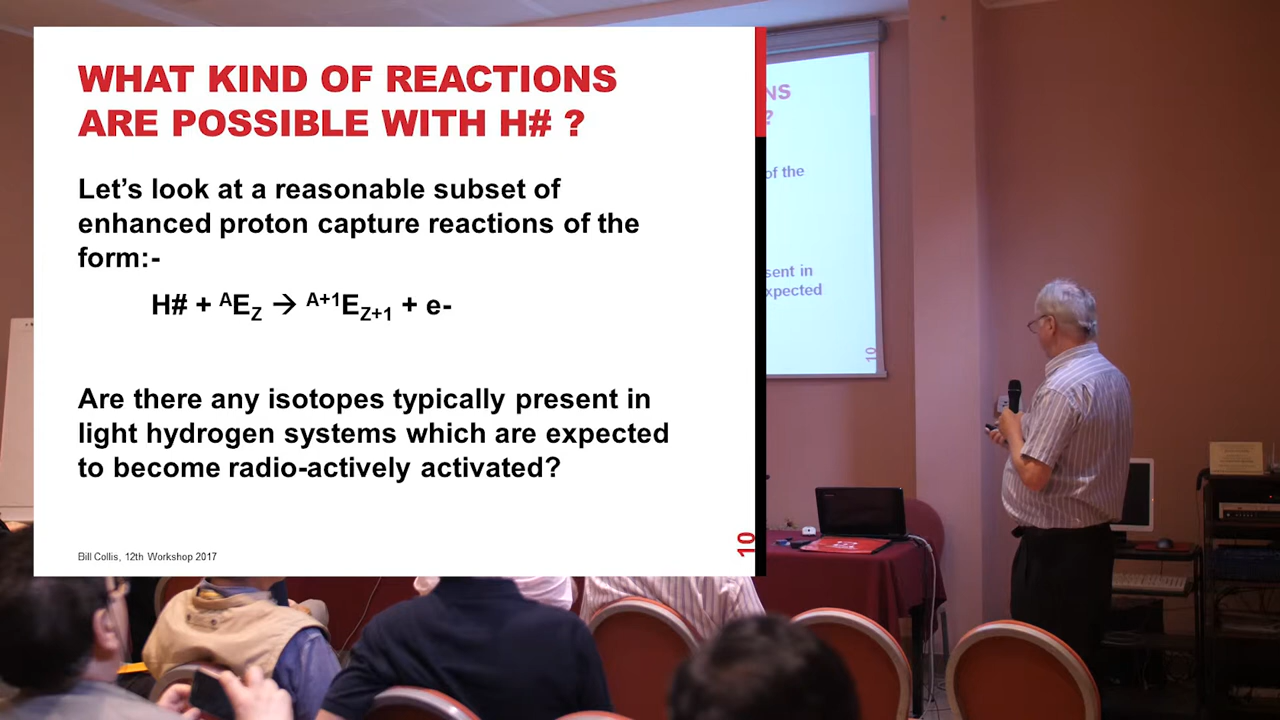 WHAT KIND OF REACTIONS
ARE POSSIBLE WITH H# ?
Let’s look at a reasonable subset of
enhanced proton capture reactions of the
form:-
H# + ᴬE_Z → ᴬ⁺¹E_Z+1 + e-
Are there any isotopes typically present in
light hydrogen systems which are expected
to become radio-actively activated?
Bill Collis, 12th Workshop 2017
10
NS
?
of the
sent in
xpected
10